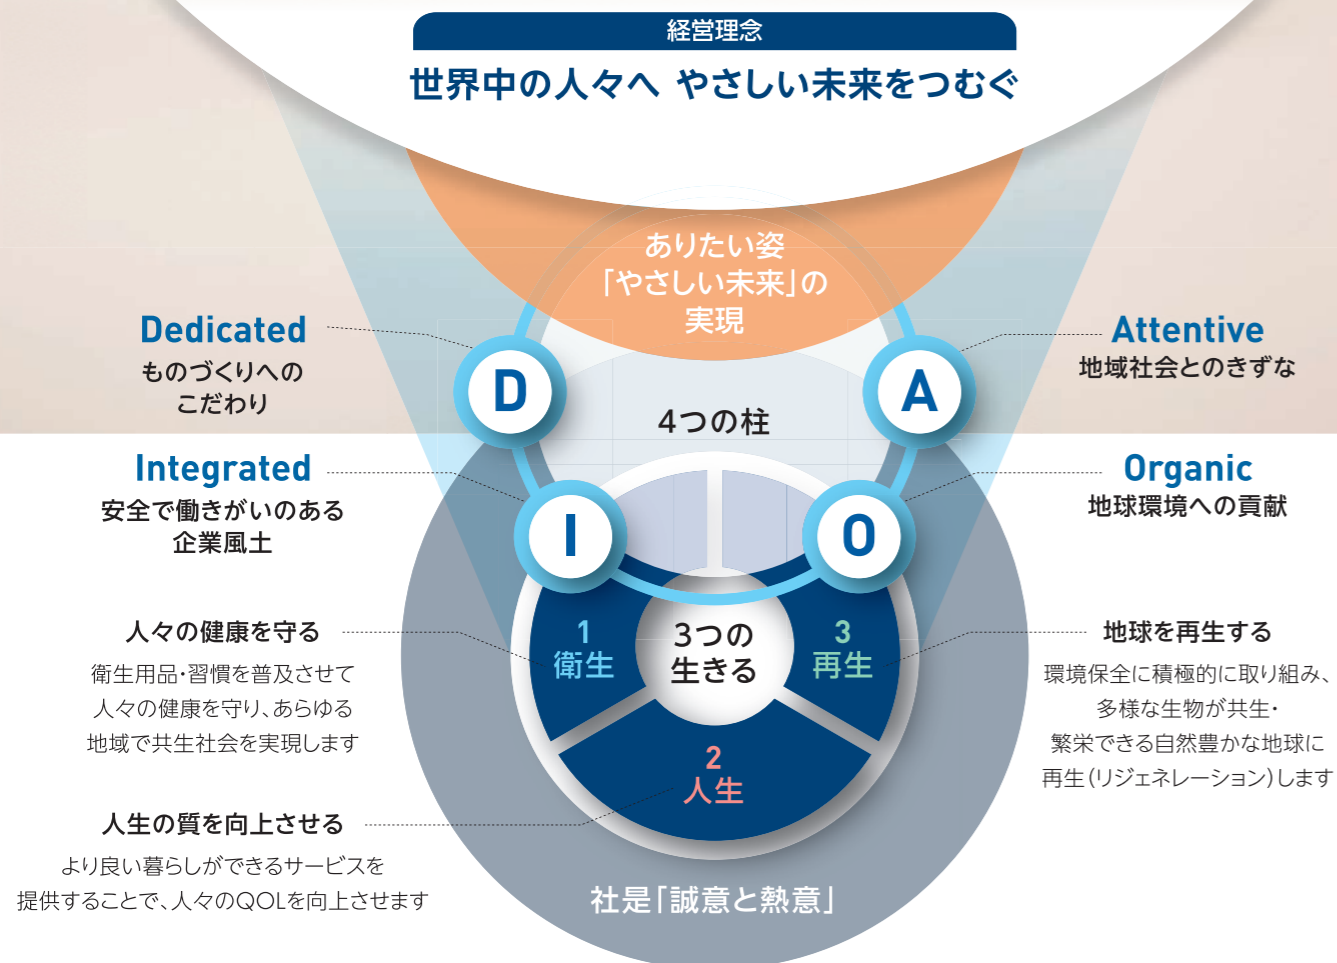 経営理念
世界中の人々へ やさしい未来をつむぐ
ありたい姿
「やさしい未来」の
実現
Dedicated
ものづくりへの
こだわり
D
A
Attentive
地域社会とのきずな
4つの柱
Integrated
安全で働きがいのある
企業風土
I
O
Organic
地球環境への貢献
3つの
生きる
1
衛生
3
再生
2
人生
人々の健康を守る
衛生用品・習慣を普及させて
人々の健康を守り、あらゆる
地域で共生社会を実現します
地球を再生する
環境保全に積極的に取り組み、
多様な生物が共生・
繁栄できる自然豊かな地球に
再生(リジェネレーション)します
人生の質を向上させる
より良い暮らしができるサービスを
提供することで、人々のQOLを向上させます
社是「誠意と熱意」